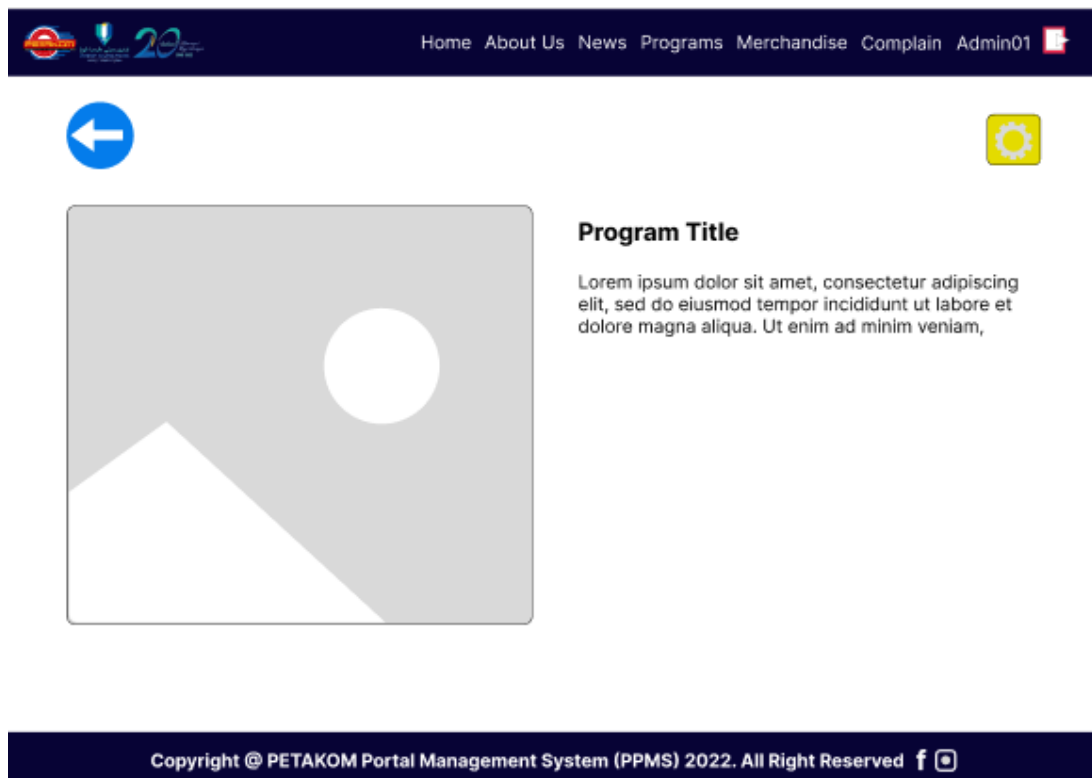 PETAKOM
20
Home About Us News Programs Merchandise Complain Admin01
Program Title
Lorem ipsum dolor sit amet, consectetur adipiscing
elit, sed do eiusmod tempor incididunt ut labore et
dolore magna aliqua. Ut enim ad minim veniam,
Copyright @ PETAKOM Portal Management System (PPMS) 2022. All Right Reserved